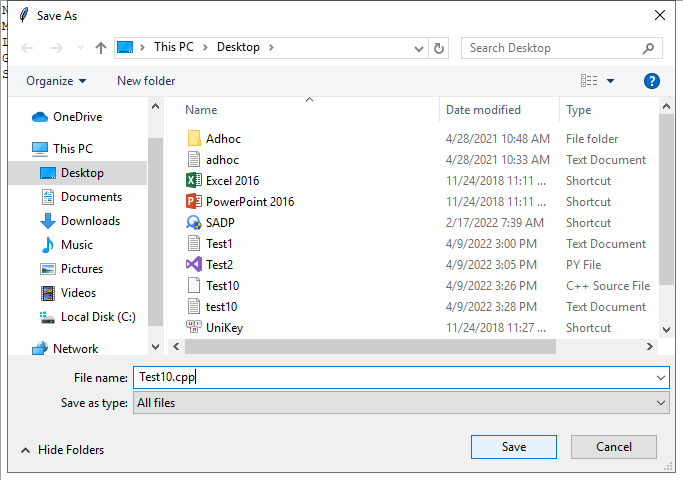 Save As
This PC > Desktop >
Search Desktop
Organize
New folder
Name Date modified Type
OneDrive
This PC
Desktop
Documents
Downloads
Music
Pictures
Videos
Local Disk (C:)
Network
Adhoc 4/28/2021 10:48 AM File folder
adhoc 4/28/2021 10:33 AM Text Document
Excel 2016 11/24/2018 11:11 ... Shortcut
PowerPoint 2016 11/24/2018 11:11 ... Shortcut
SADP 2/17/2022 7:39 AM Shortcut
Test1 4/9/2022 3:00 PM Text Document
Test2 4/9/2022 3:05 PM PY File
Test10 4/9/2022 3:26 PM C++ Source File
test10 4/9/2022 3:28 PM Text Document
UniKey 11/24/2018 11:27 ... Shortcut
File name: Test10.cpp
Save as type: All files
Hide Folders
Save
Cancel